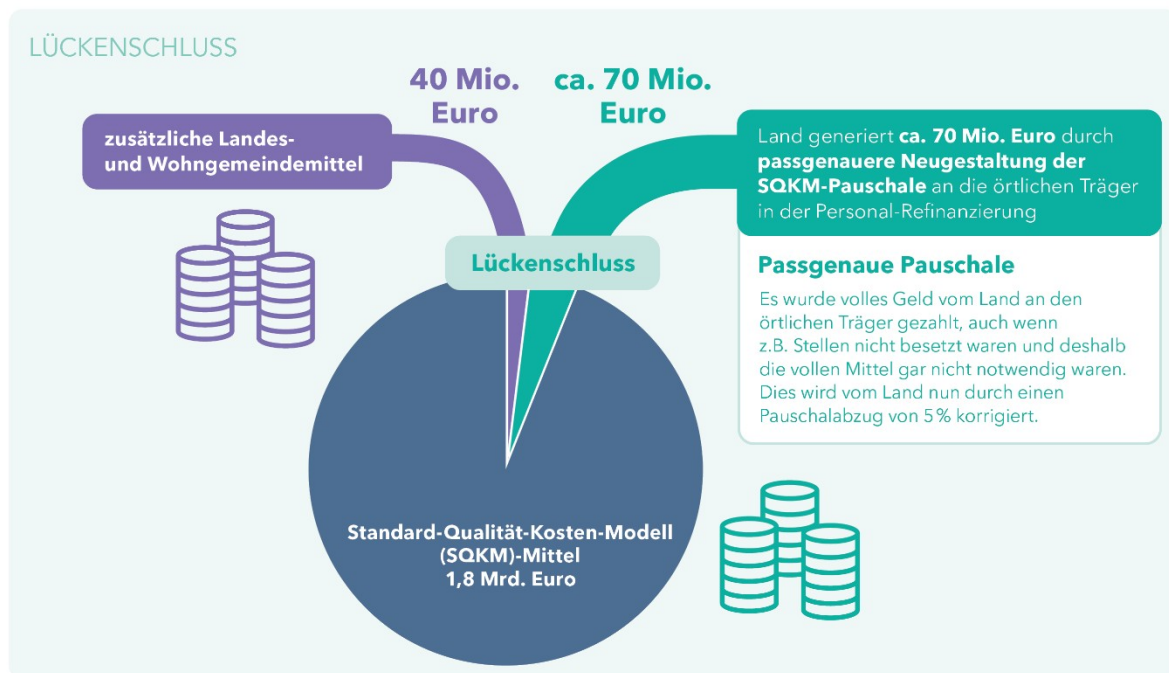 LÜCKENSCHLUSS
40 Mio.
Euro
ca. 70 Mio.
Euro
zusätzliche Landes-
und Wohngemeindemittel
Land generiert ca. 70 Mio. Euro durch
passgenauere Neugestaltung der
SQKM-Pauschale an die örtlichen Träger
in der Personal-Refinanzierung
Lückenschluss
Passgenaue Pauschale
Es wurde volles Geld vom Land an den
örtlichen Träger gezahlt, auch wenn
z.B. Stellen nicht besetzt waren und deshalb
die vollen Mittel gar nicht notwendig waren.
Dies wird vom Land nun durch einen
Pauschalabzug von 5 % korrigiert.
Standard-Qualität-Kosten-Modell
(SQKM)-Mittel
1,8 Mrd. Euro